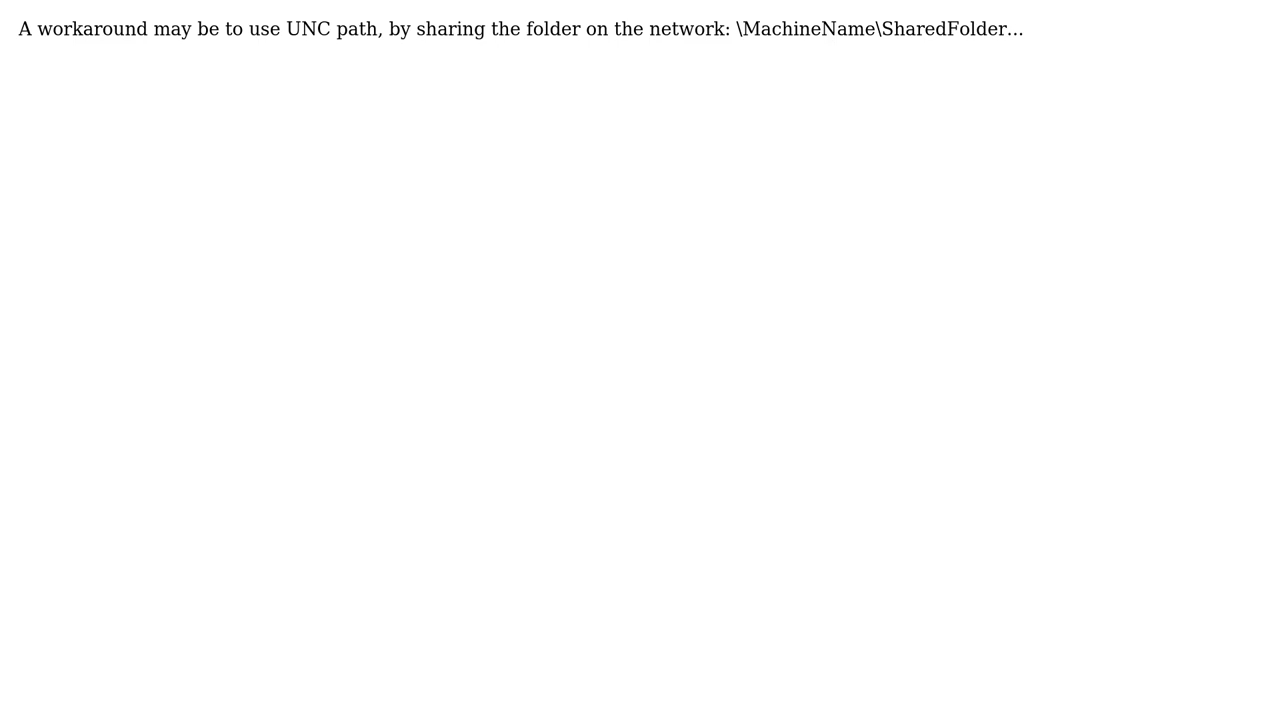 A workaround may be to use UNC path, by sharing the folder on the network: \MachineName\SharedFolder...